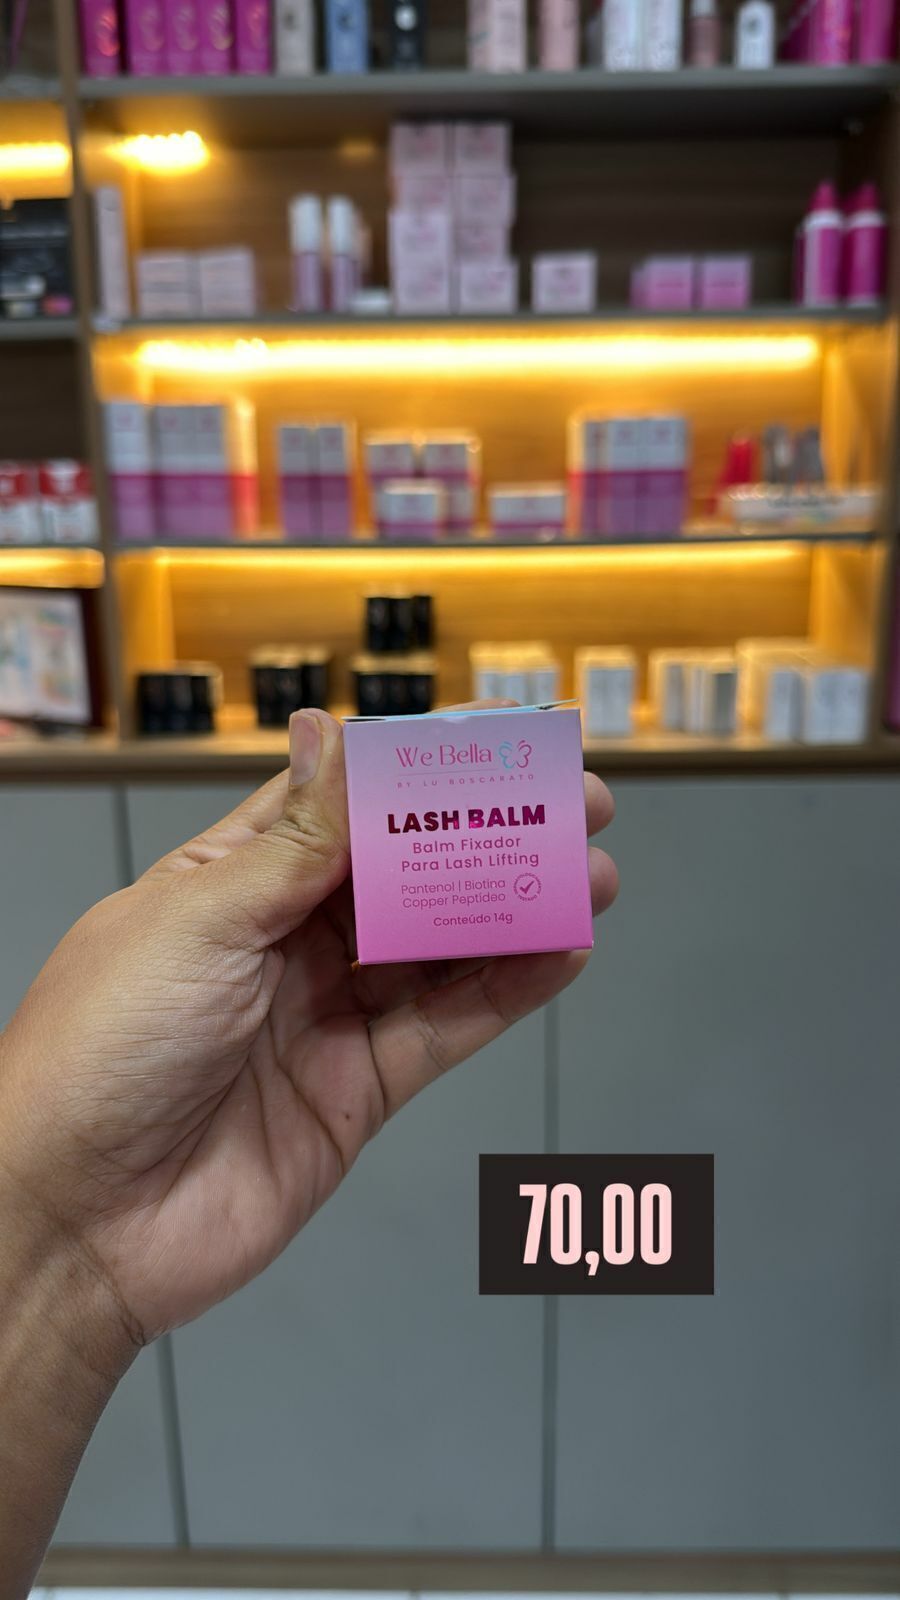 We Bella
BY LU BOSCARATO
LASH BALM
Balm Fixador
Para Lash Lifting
Pantenol | Biotina
Copper Peptídeo
Conteúdo 14g
70,00